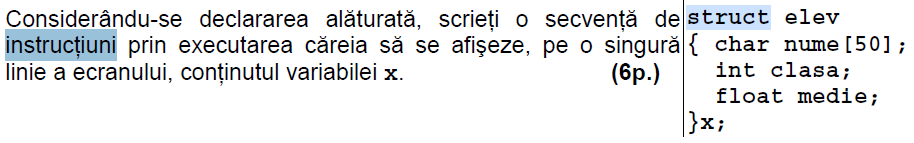 Considerându-se declararea alăturată, scrieți o secvență de
instrucțiuni prin executarea căreia să se afişeze, pe o singură
linie a ecranului, conținutul variabilei x. (6p.)
struct elev
{ char nume[50];
int clasa;
float medie;
}x;